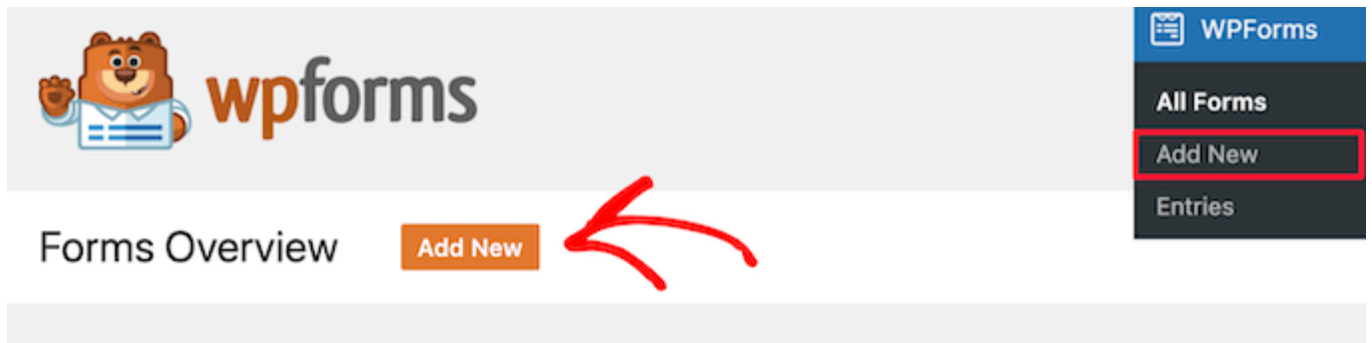 wpforms
Forms Overview
Add New
WPForms
All Forms
Add New
Entries